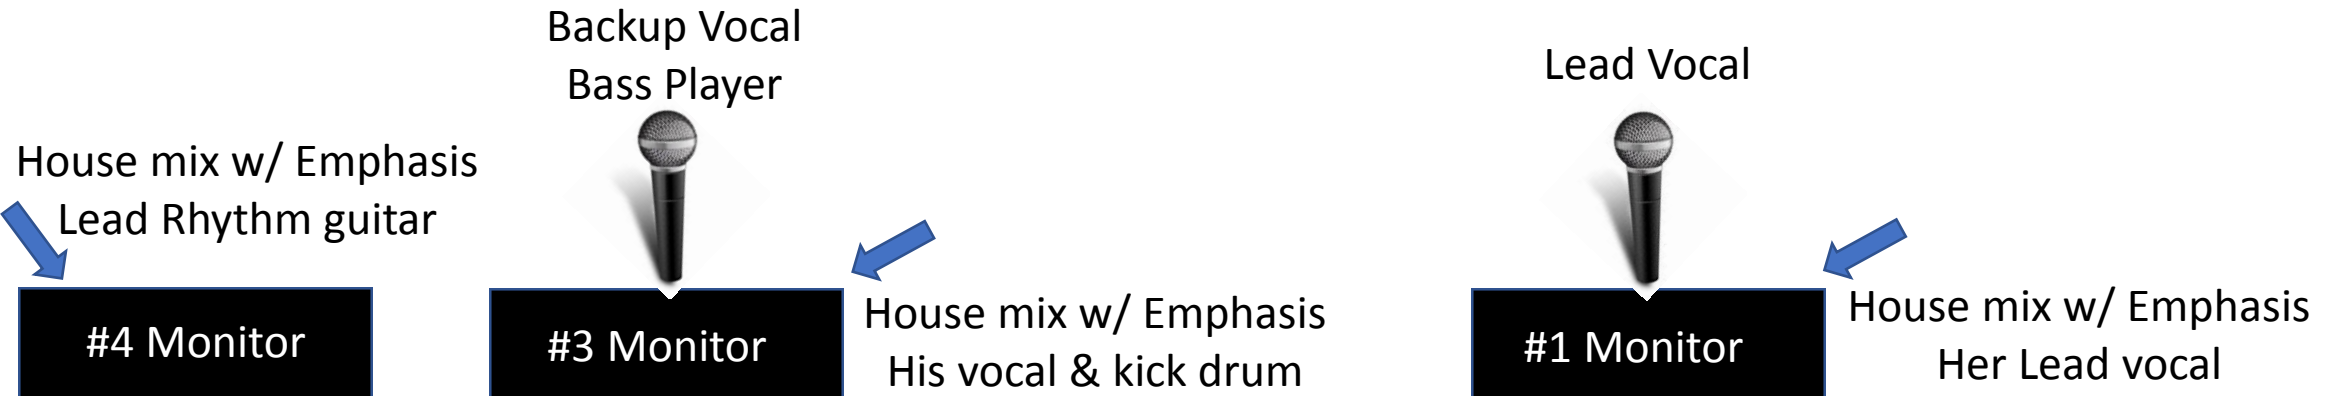 Backup Vocal
Bass Player
Lead Vocal
House mix w/ Emphasis
Lead Rhythm guitar
#4 Monitor
#3 Monitor
House mix w/ Emphasis
His vocal & kick drum
#1 Monitor
House mix w/ Emphasis
Her Lead vocal